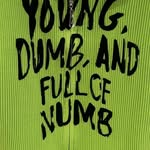 YOUNG,
DUMB, AND
FULL OF
NUMB